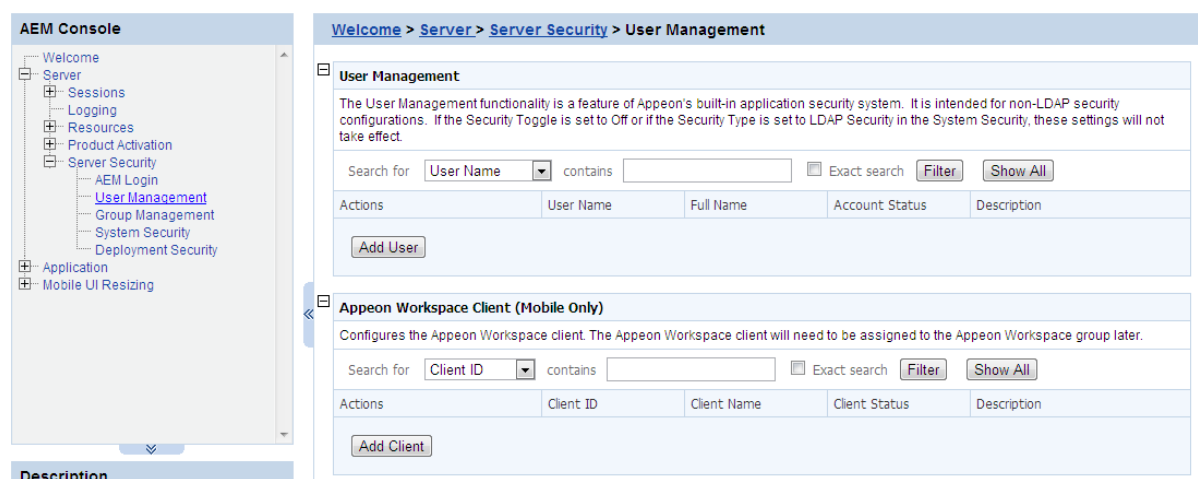 AEM Console
Welcome
Server
Sessions
Logging
Resources
Product Activation
Server Security
AEM Login
User Management
Group Management
System Security
Deployment Security
Application
Mobile UI Resizing
Description
Welcome > Server > Server Security > User Management
User Management
The User Management functionality is a feature of Appeon's built-in application security system. It is intended for non-LDAP security
configurations. If the Security Toggle is set to Off or if the Security Type is set to LDAP Security in the System Security, these settings will not
take effect.
Search for User Name contains Exact search Filter Show All
Actions User Name Full Name Account Status Description
Add User
Appeon Workspace Client (Mobile Only)
Configures the Appeon Workspace client. The Appeon Workspace client will need to be assigned to the Appeon Workspace group later.
Search for Client ID contains Exact search Filter Show All
Actions Client ID Client Name Client Status Description
Add Client